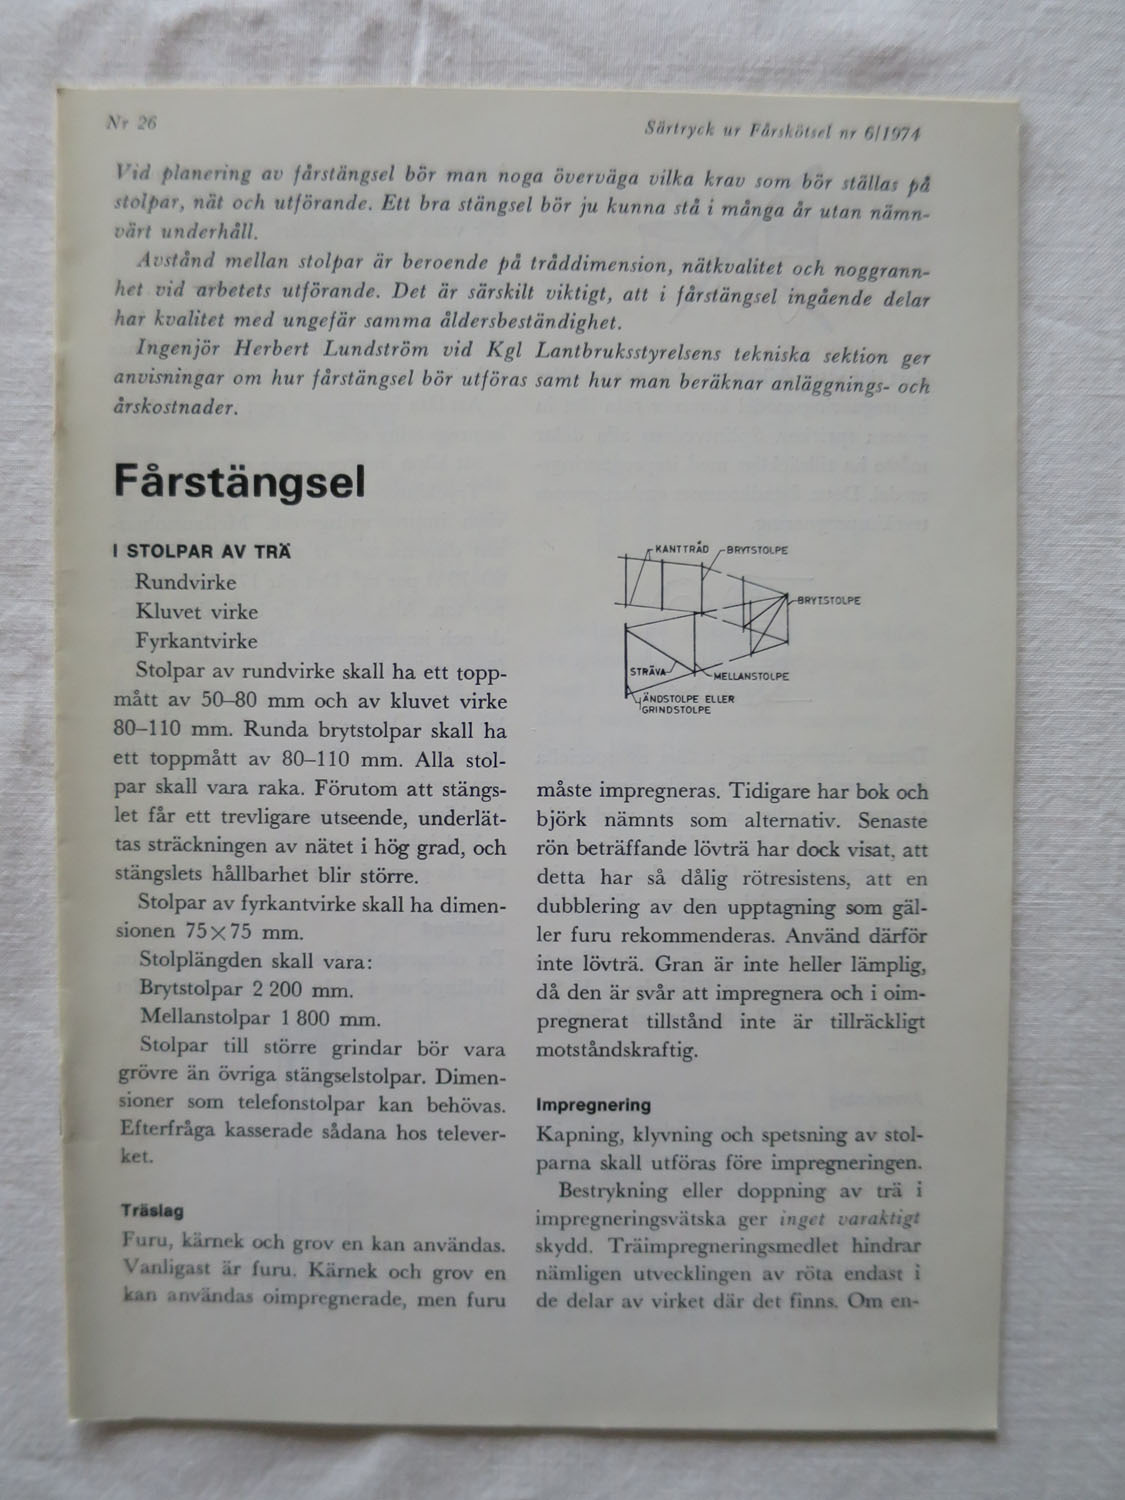 Nr 26
Särtryck ur Fårskötsel nr 6/1974
Vid planering av fårstängsel bör man noga överväga vilka krav som bör ställas på
stolpar, nät och utförande. Ett bra stängsel bör ju kunna stå i många år utan nämn-
värt underhåll.
Avstånd mellan stolpar är beroende på tråddimension, nätkvalitet och noggrann-
het vid arbetets utförande. Det är särskilt viktigt, att i fårstängsel ingående delar
har kvalitet med ungefär samma åldersbeständighet.
Ingenjör Herbert Lundström vid Kgl Lantbruksstyrelsens tekniska sektion ger
anvisningar om hur fårstängsel bör utföras samt hur man beräknar anläggnings- och
årskostnader.
Fårstängsel
I STOLPAR AV TRÄ
Rundvirke
Kluvet virke
Fyrkantvirke
Stolpar av rundvirke skall ha ett topp-
mått av 50–80 mm och av kluvet virke
80–110 mm. Runda brytstolpar skall ha
ett toppmått av 80–110 mm. Alla stol-
par skall vara raka. Förutom att stängs-
let får ett trevligare utseende, underlät-
tas sträckningen av nätet i hög grad, och
stängslets hållbarhet blir större.
Stolpar av fyrkantvirke skall ha dimen-
sionen 75×75 mm.
Stolplängden skall vara:
Brytstolpar 2 200 mm.
Mellanstolpar 1 800 mm.
Stolpar till större grindar bör vara
grövre än övriga stängselstolpar. Dimen-
sioner som telefonstolpar kan behövas.
Efterfråga kasserade sådana hos telever-
ket.
Träslag
Furu, kärnek och grov en kan användas.
Vanligast är furu. Kärnek och grov en
kan användas oimpregnerade, men furu
KANTTRÅD
BRYTSTOLPE
BRYTSTOLPE
STRÄVA
MELLANSTOLPE
ÄNDSTOLPE ELLER
GRINDSTOLPE
måste impregneras. Tidigare har bok och
björk nämnts som alternativ. Senaste
rön beträffande lövträ har dock visat, att
detta har så dålig rötresistens, att en
dubblering av den upptagning som gäl-
ler furu rekommenderas. Använd därför
inte lövträ. Gran är inte heller lämplig,
då den är svår att impregnera och i oim-
pregnerat tillstånd inte är tillräckligt
motståndskraftig.
Impregnering
Kapning, klyvning och spetsning av stol-
parna skall utföras före impregneringen.
Bestrykning eller doppning av trä i
impregneringsvätska ger inget varaktigt
skydd. Träimpregneringsmedlet hindrar
nämligen utvecklingen av röta endast i
de delar av virket där det finns. Om en-